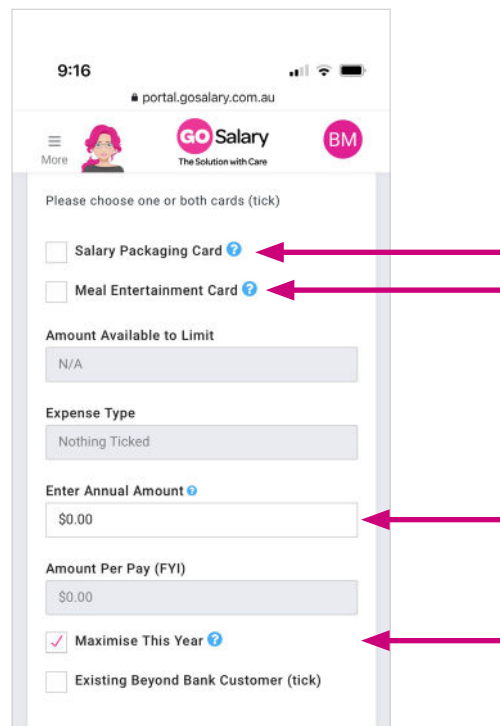 9:16
portal.gosalary.com.au
More
GO Salary
The Solution with Care
BM
Please choose one or both cards (tick)
Salary Packaging Card ?
Meal Entertainment Card ?
Amount Available to Limit
N/A
Expense Type
Nothing Ticked
Enter Annual Amount ?
$0.00
Amount Per Pay (FYI)
$0.00
Maximise This Year ?
Existing Beyond Bank Customer (tick)